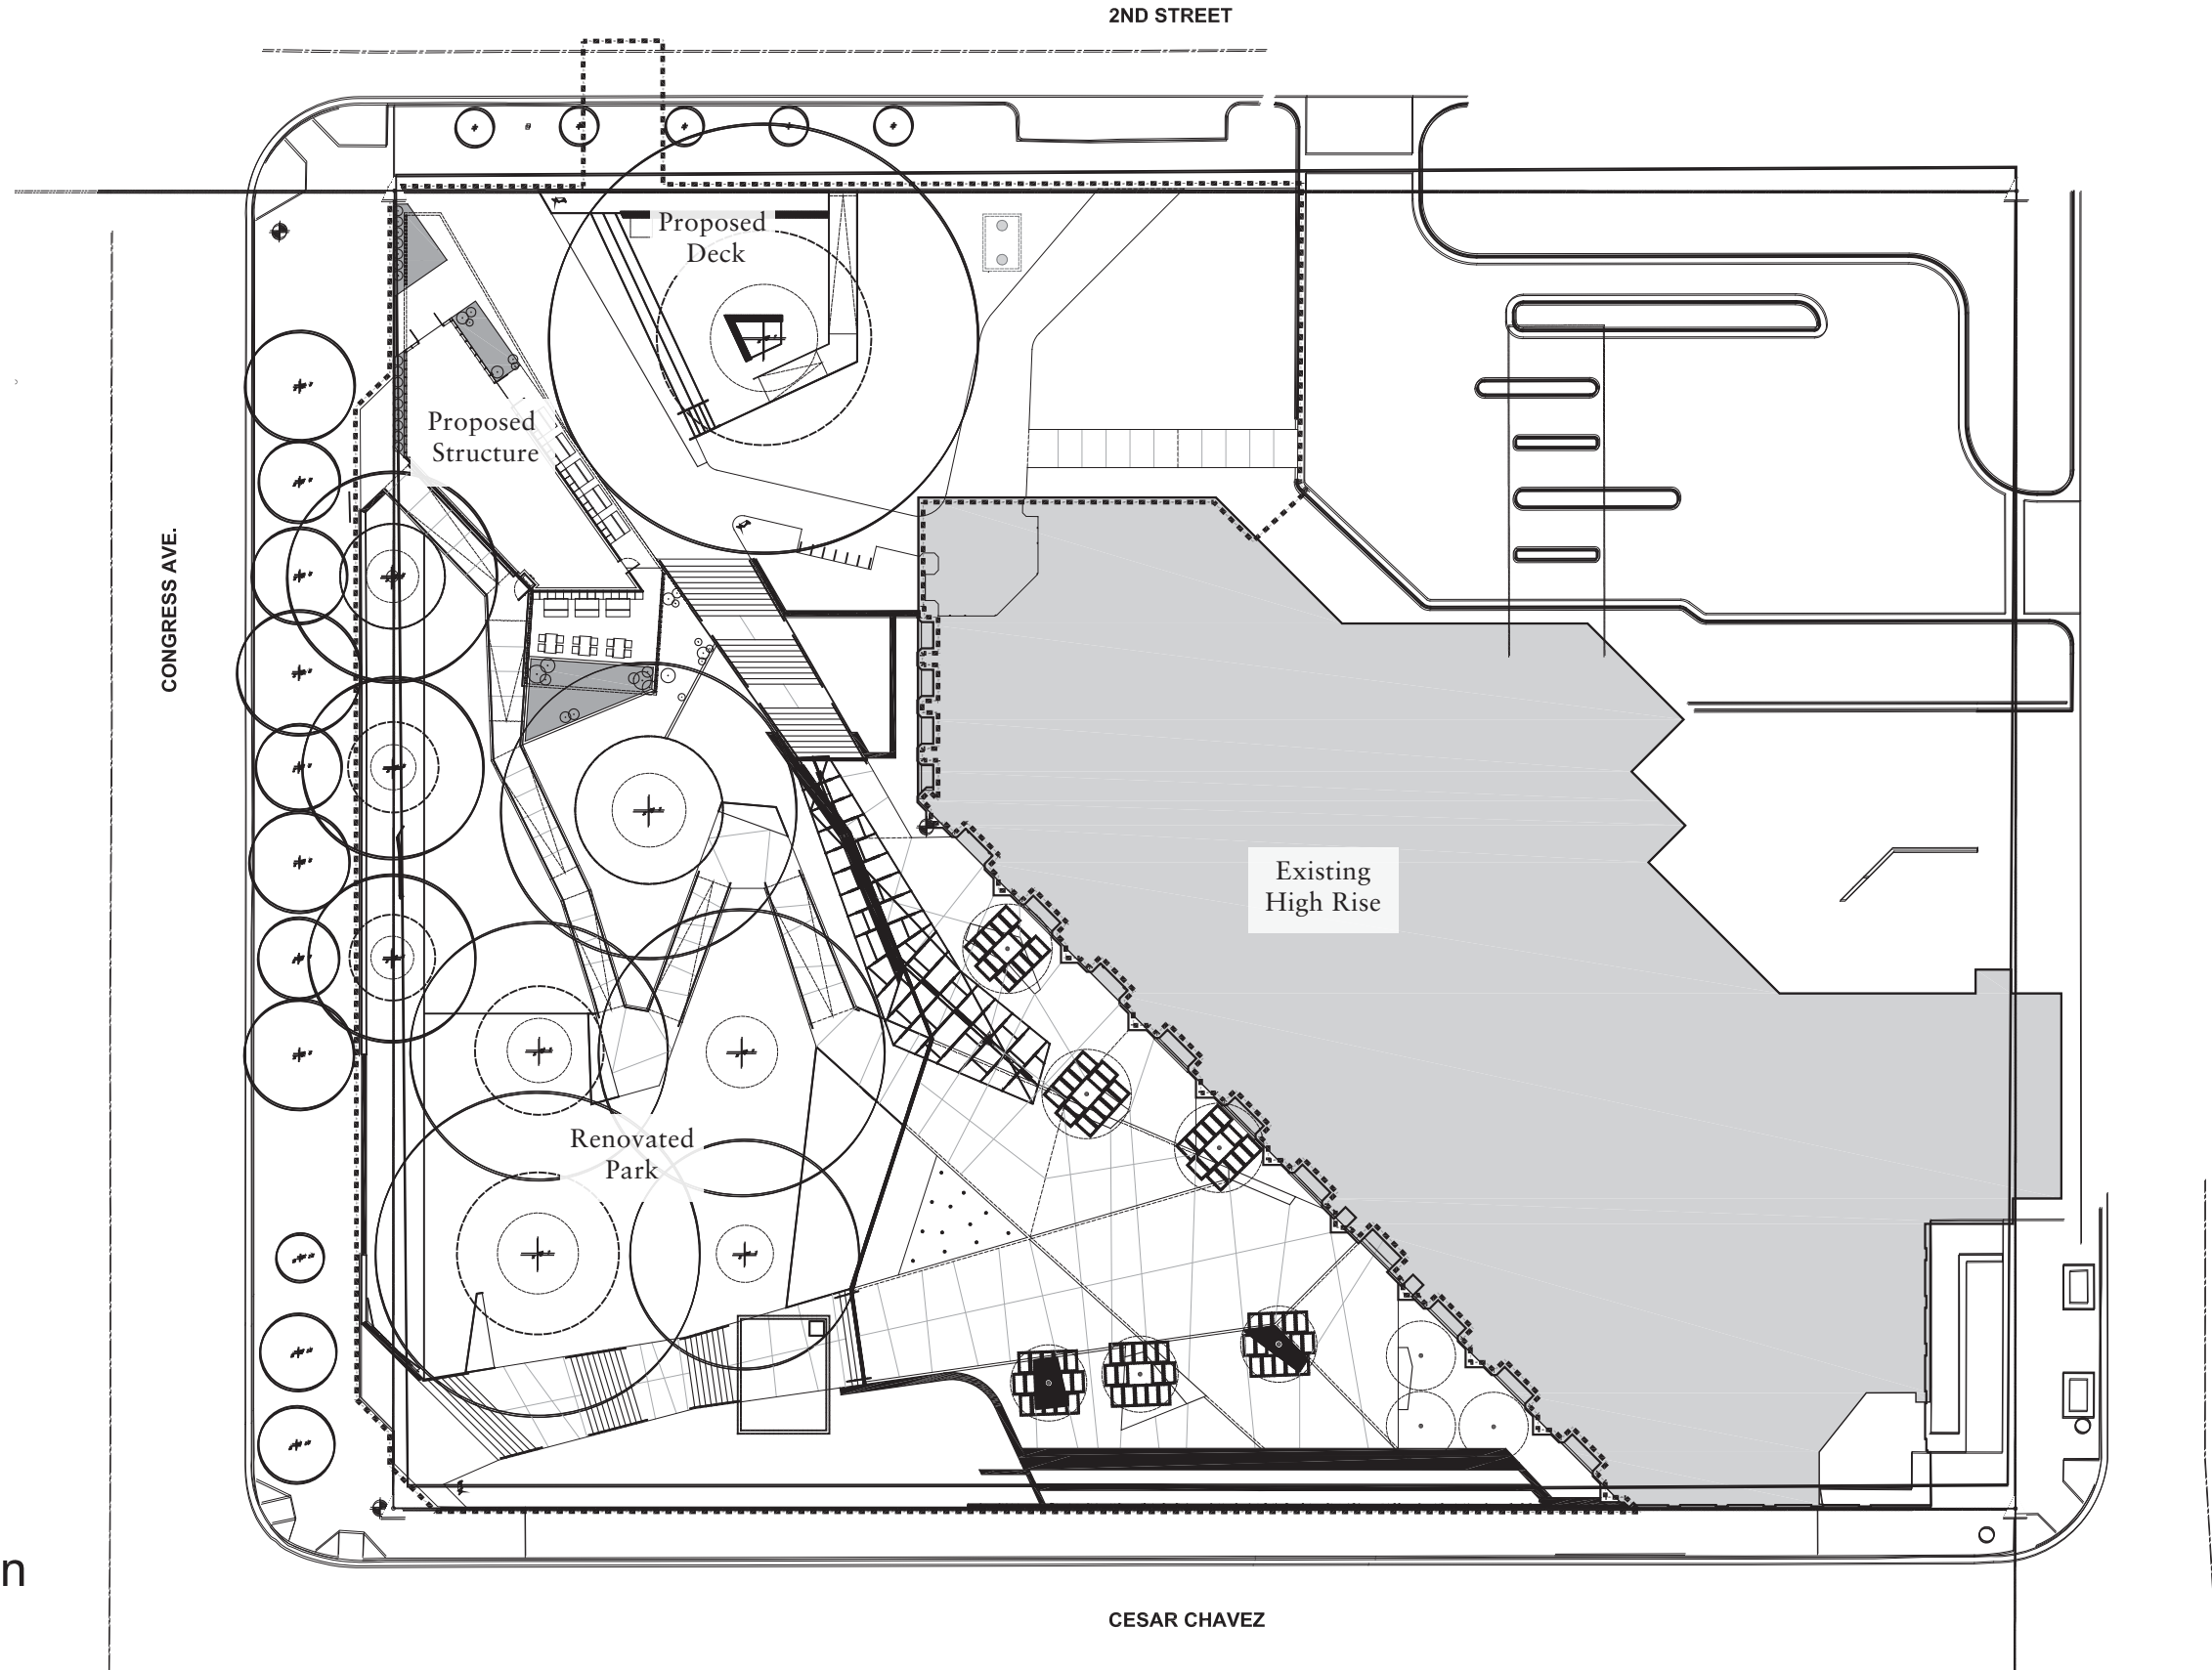 2ND STREET
Proposed
Deck
Proposed
Structure
CONGRESS AVE.
Existing
High Rise
Renovated
Park
n
CESAR CHAVEZ